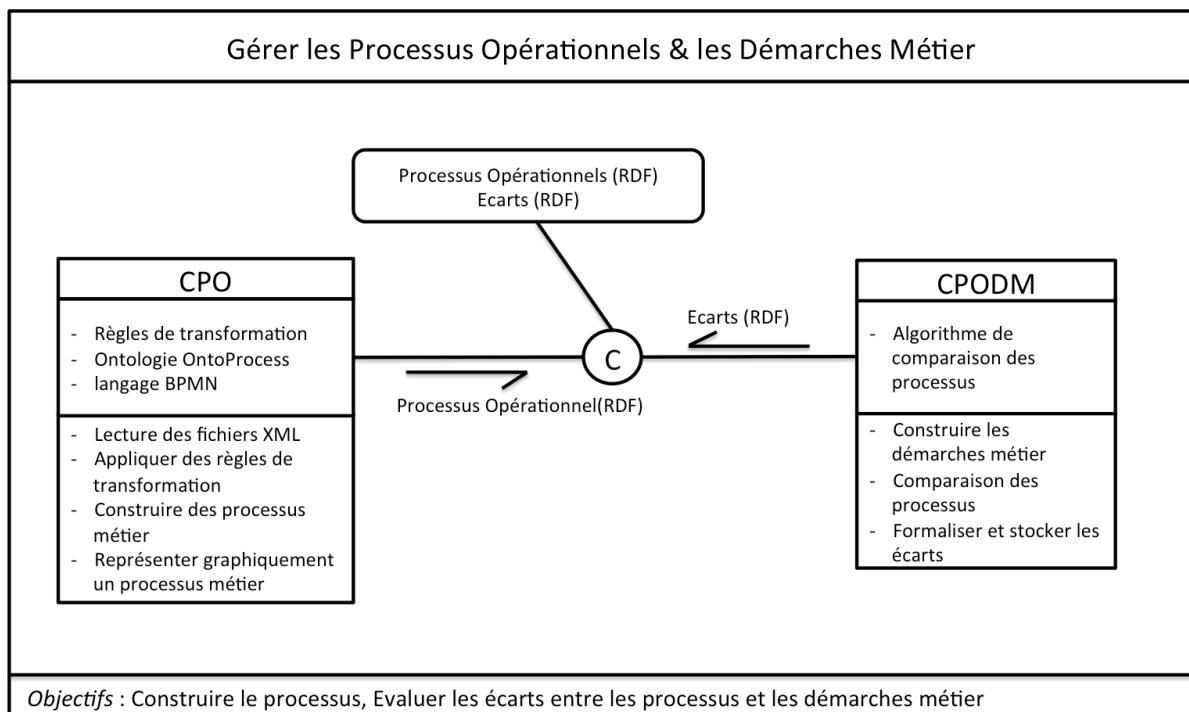 Gérer les Processus Opérationnels & les Démarches Métier
Processus Opérationnels (RDF)
Ecarts (RDF)
CPO
- Règles de transformation
- Ontologie OntoProcess
- langage BPMN
- Lecture des fichiers XML
- Appliquer des règles de
transformation
- Construire des processus
métier
- Représenter graphiquement
un processus métier
C
Processus Opérationnel(RDF)
Ecarts (RDF)
CPODM
- Algorithme de
comparaison des
processus
- Construire les
démarches métier
- Comparaison des
processus
- Formaliser et stocker les
écarts
Objectifs : Construire le processus, Evaluer les écarts entre les processus et les démarches métier